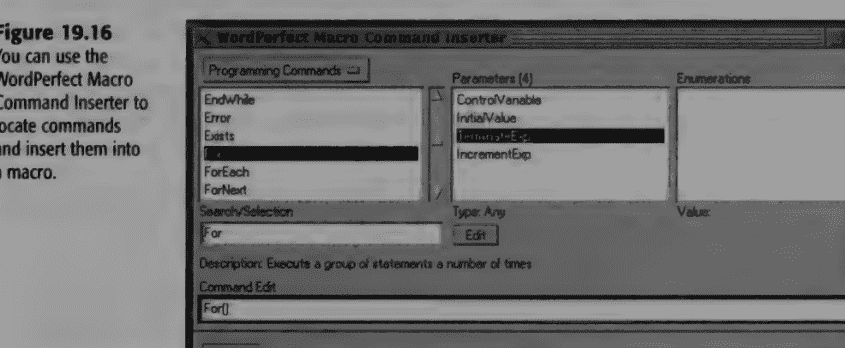 Figure 19.16
You can use the
WordPerfect Macro
Command Inserter to
locate commands
and insert them into
a macro.
WordPerfect Macro Command Inserter
Programming Commands
Parameters (4)
Enumerations
EndWhile
Error
Exists
ForEach
ForNext
ControlVariable
InitialValue
TerminateExp
IncrementExp
Search/Selection
Type: Any
Value:
For
Edit
Description: Execute a group of statements a number of times
Command Edit
For()